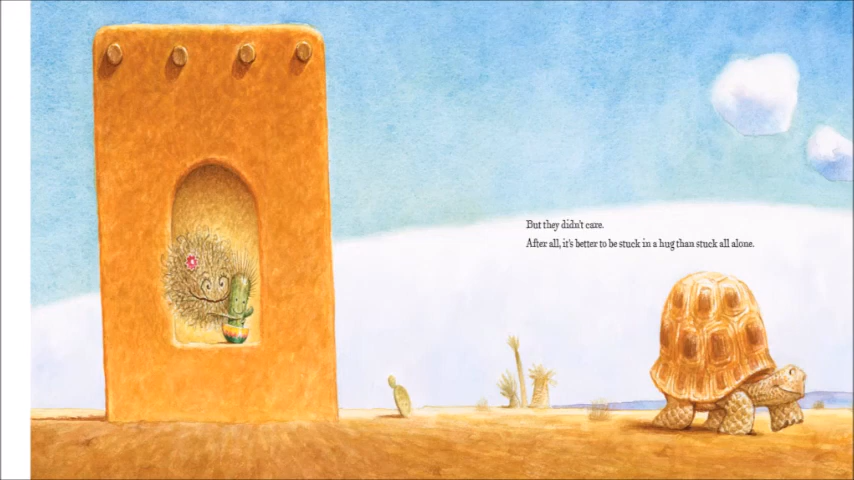 But they didn't care.
After all, it's better to be stuck in a hug than stuck all alone.